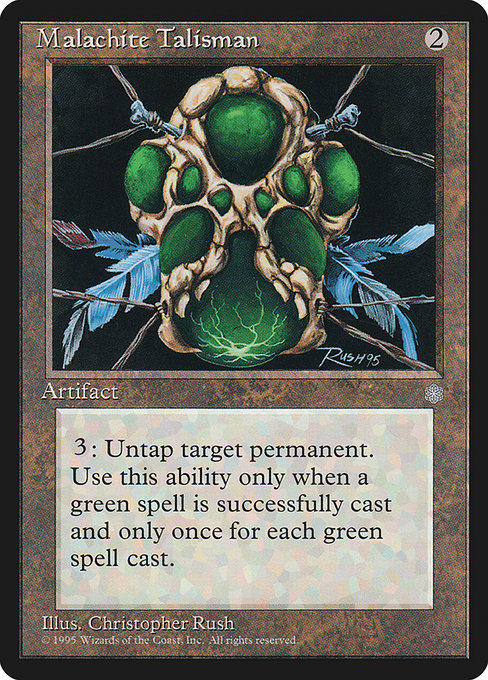 Malachite Talisman 2
RUSH 95
Artifact
3: Untap target permanent.
Use this ability only when a
green spell is successfully cast
and only once for each green
spell cast.
Illus. Christopher Rush
© 1995 Wizards of the Coast, Inc. All rights reserved.